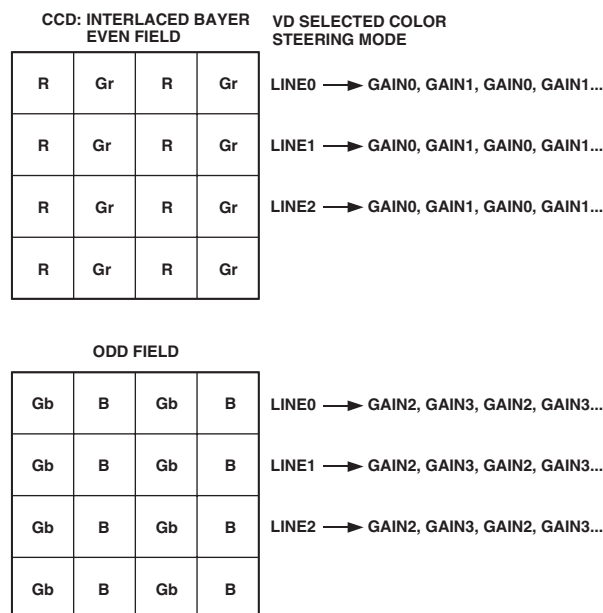 CCD: INTERLACED BAYER
EVEN FIELD
VD SELECTED COLOR
STEERING MODE
R Gr R Gr LINE0 GAIN0, GAIN1, GAIN0, GAIN1...
R Gr R Gr LINE1 GAIN0, GAIN1, GAIN0, GAIN1...
R Gr R Gr LINE2 GAIN0, GAIN1, GAIN0, GAIN1...
R Gr R Gr
ODD FIELD
Gb B Gb B LINE0 GAIN2, GAIN3, GAIN2, GAIN3...
Gb B Gb B LINE1 GAIN2, GAIN3, GAIN2, GAIN3...
Gb B Gb B LINE2 GAIN2, GAIN3, GAIN2, GAIN3...
Gb B Gb B